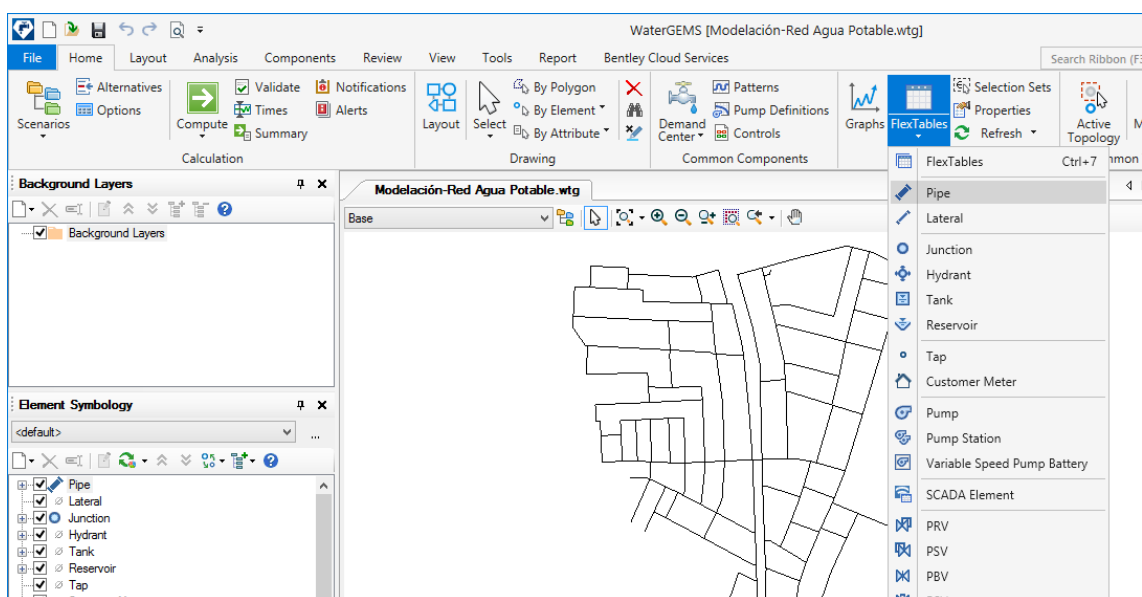 WaterGEMS [Modelación-Red Agua Potable.wtg]
File Home Layout Analysis Components Review View Tools Report Bentley Cloud Services Search Ribbon (F3
Scenarios
Alternatives
Options
Compute
Validate
Times
Summary
Notifications
Alerts
Calculation
Layout
Select
By Polygon
By Element
By Attribute
Drawing
Demand
Center
Patterns
Pump Definitions
Controls
Common Components
Graphs
FlexTables
Selection Sets
Properties
Refresh
Active
Topology
M
mmon
FlexTables Ctrl+7
Pipe
Lateral
Junction
Hydrant
Tank
Reservoir
Tap
Customer Meter
Pump
Pump Station
Variable Speed Pump Battery
SCADA Element
PRV
PSV
PBV
Background Layers
Background Layers
Modelación-Red Agua Potable.wtg
Base
Element Symbology
<default>
...
Pipe
Lateral
Junction
Hydrant
Tank
Reservoir
Tap